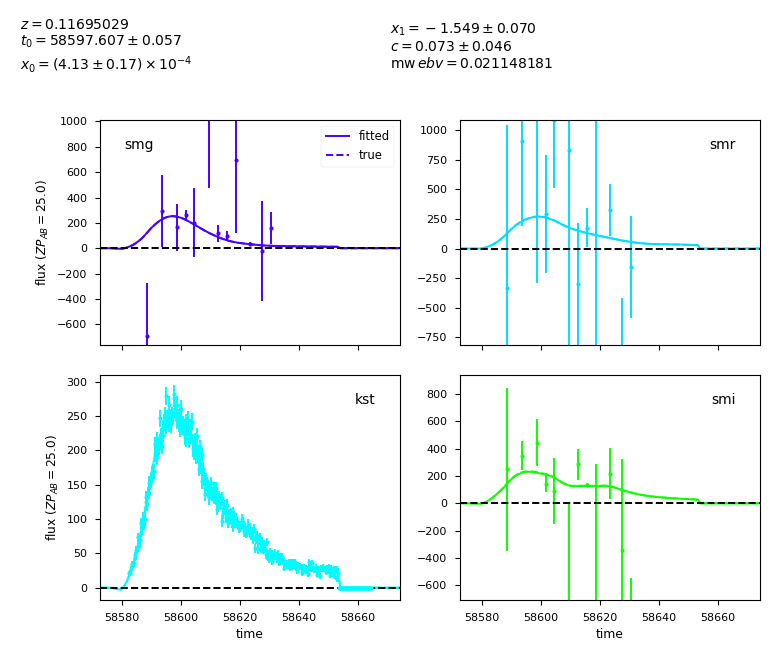 z = 0.11695029
t₀ = 58597.607 ± 0.057
x₀ = (4.13 ± 0.17) × 10⁻⁴
x₁ = −1.549 ± 0.070
c = 0.073 ± 0.046
mw ebv = 0.021148181
smg
fitted
true
1000
800
600
400
200
0
−200
−400
−600
flux (ZP_AB = 25.0)
smr
1000
750
500
250
0
−250
−500
−750
kst
300
250
200
150
100
50
0
flux (ZP_AB = 25.0)
58580 58600 58620 58640 58660
time
smi
800
600
400
200
0
−200
−400
−600
58580 58600 58620 58640 58660
time